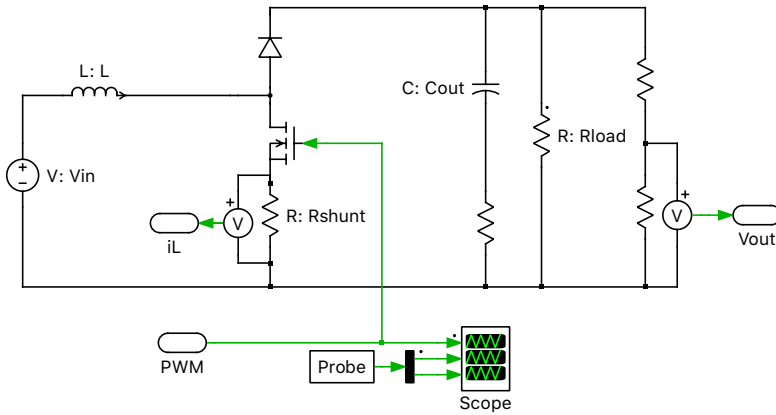 L: L
C: Cout
R: Rload
V: Vin
+
−
+
V
iL
R: Rshunt
+
V
Vout
PWM
Probe
Scope